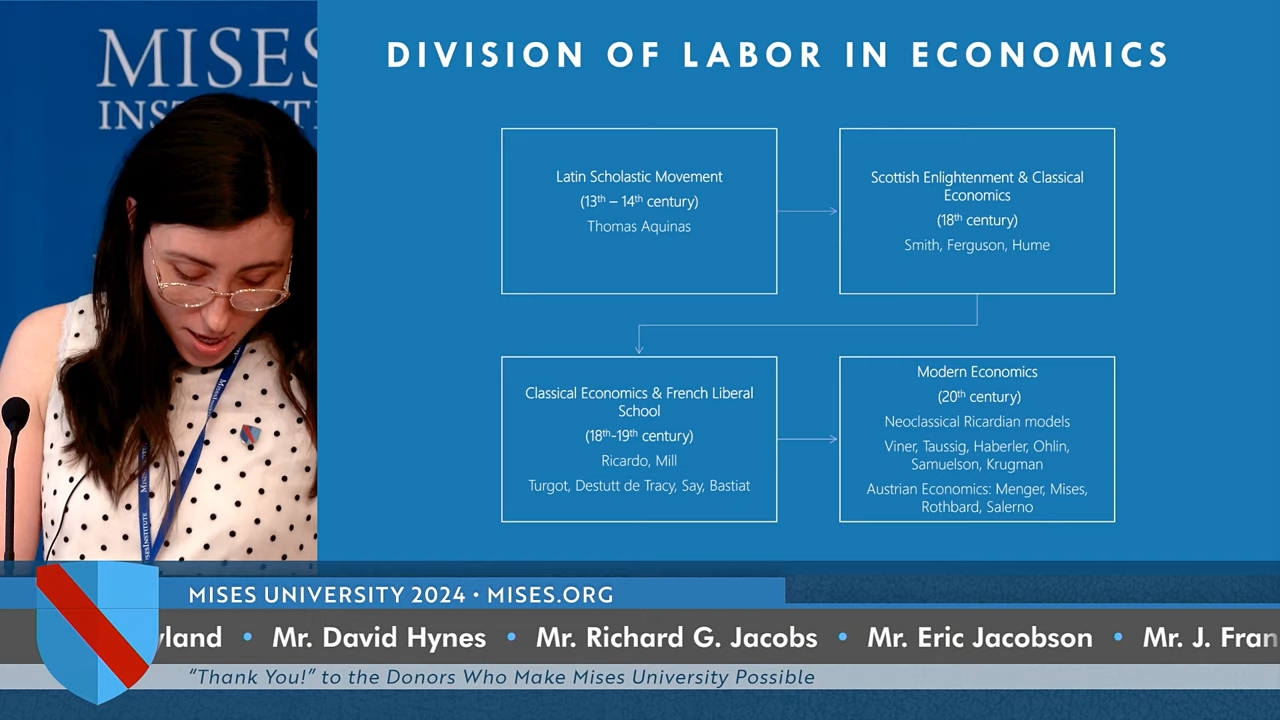 MISES
INSTIT
DIVISION OF LABOR IN ECONOMICS
Latin Scholastic Movement
(13th – 14th century)
Thomas Aquinas
Scottish Enlightenment & Classical
Economics
(18th century)
Smith, Ferguson, Hume
Classical Economics & French Liberal
School
(18th-19th century)
Ricardo, Mill
Turgot, Destutt de Tracy, Say, Bastiat
Modern Economics
(20th century)
Neoclassical Ricardian models
Viner, Taussig, Haberler, Ohlin,
Samuelson, Krugman
Austrian Economics: Menger, Mises,
Rothbard, Salerno
MISES UNIVERSITY 2024 • MISES.ORG
yland • Mr. David Hynes • Mr. Richard G. Jacobs • Mr. Eric Jacobson • Mr. J. Fran
“Thank You!” to the Donors Who Make Mises University Possible